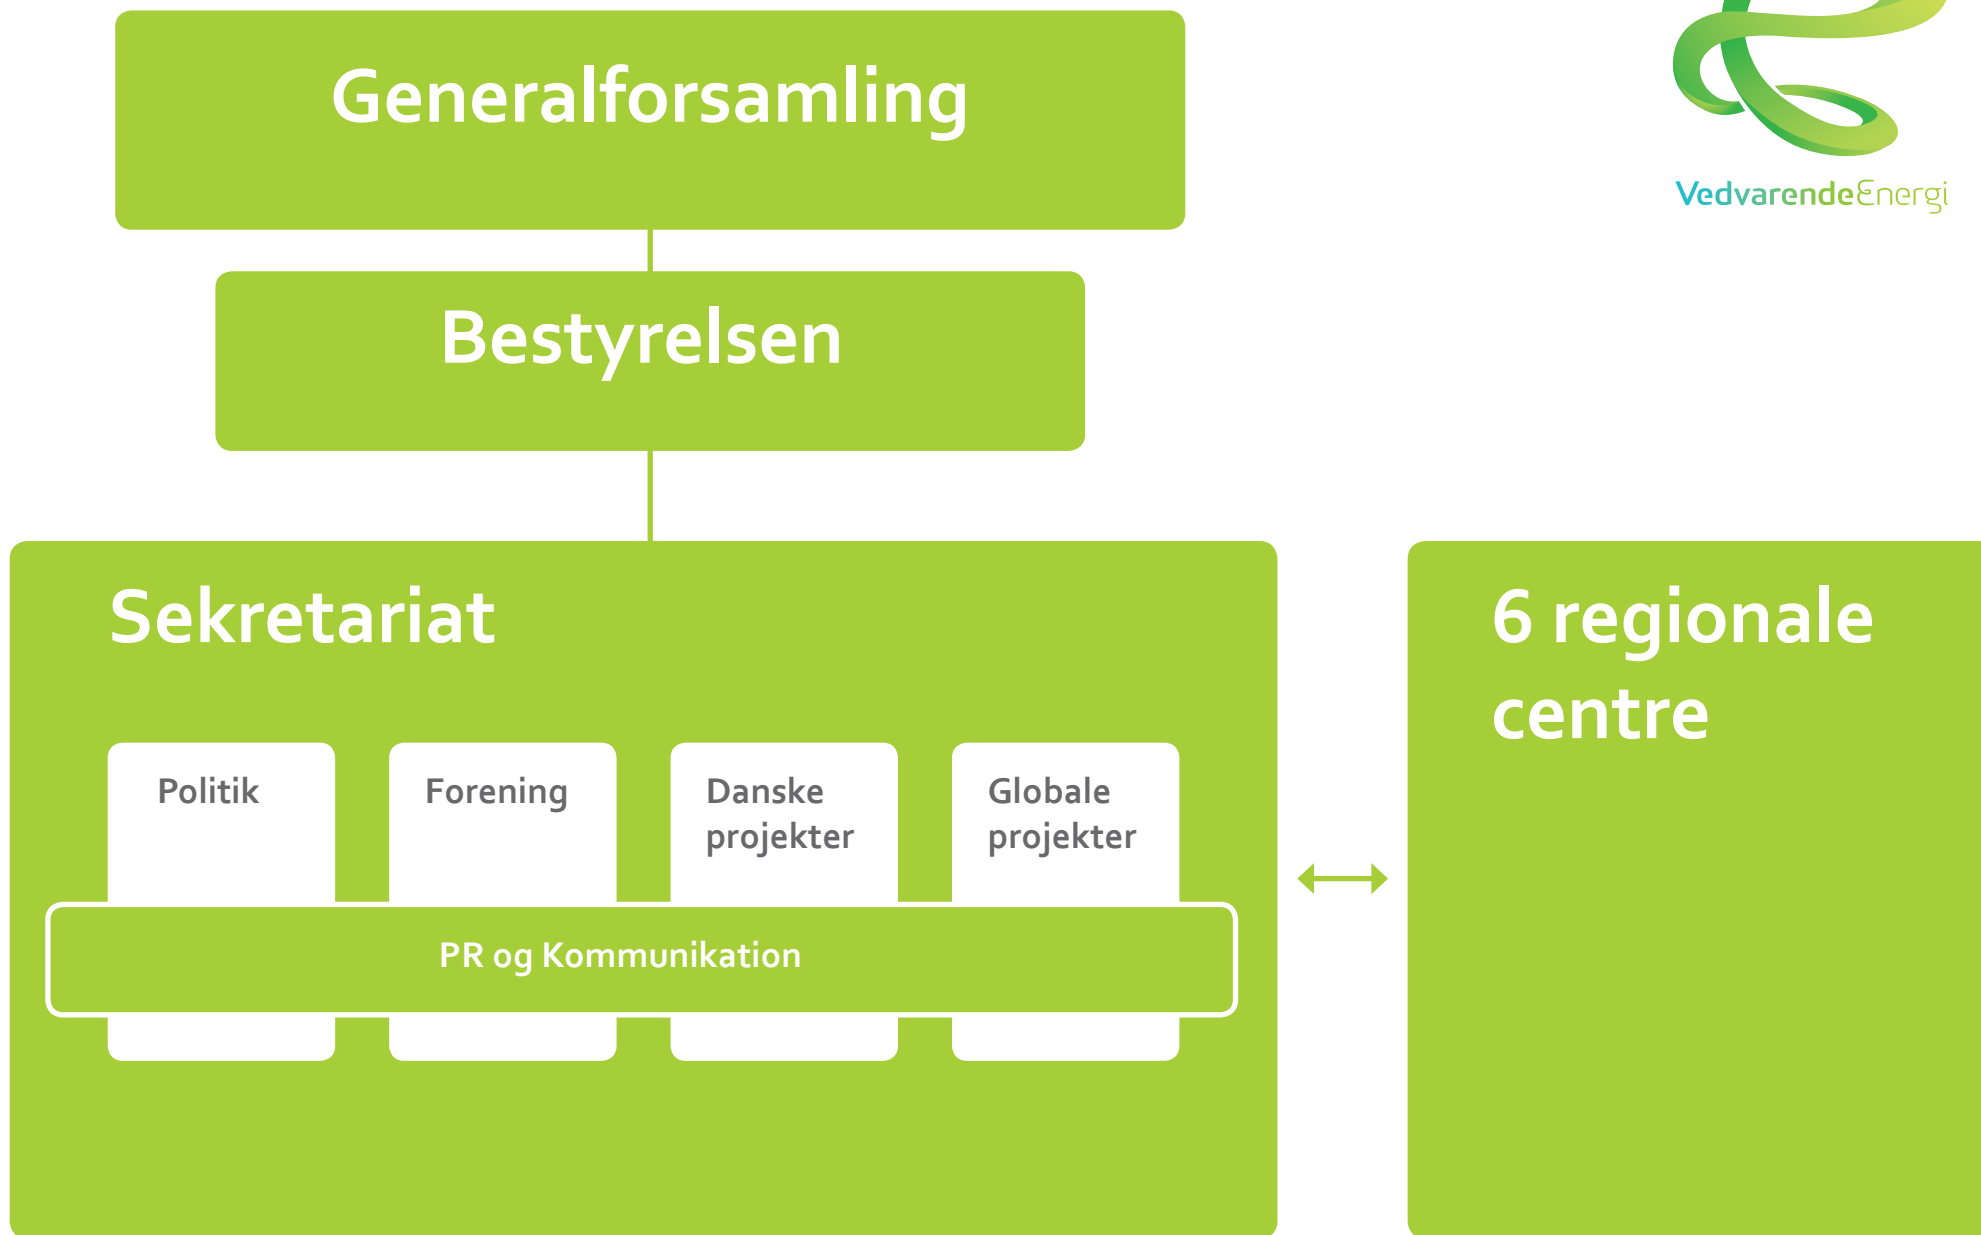 Generalforsamling
VedvarendeEnergi
Bestyrelsen
Sekretariat
6 regionale
centre
Politik
Forening
Danske
projekter
Globale
projekter
PR og Kommunikation